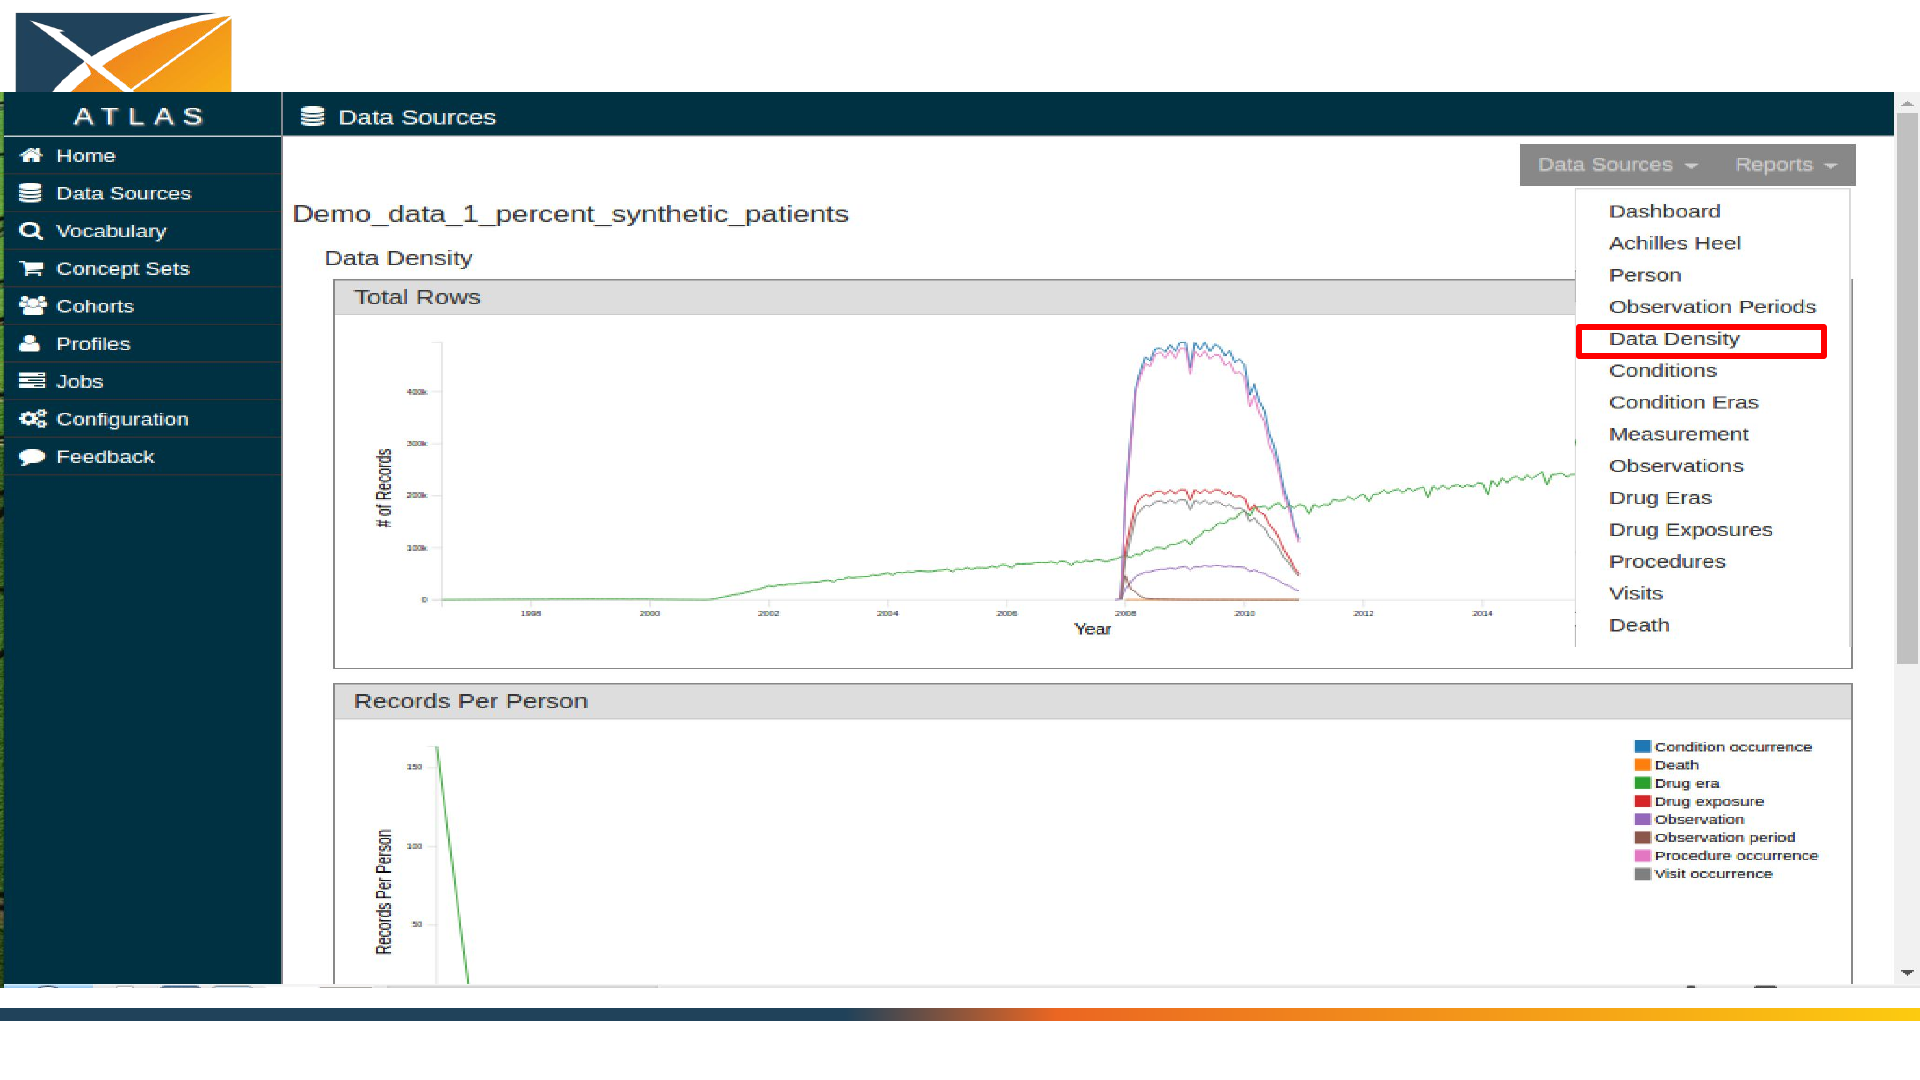 ATLAS
Data Sources
Home
Data Sources
Vocabulary
Concept Sets
Cohorts
Profiles
Jobs
Configuration
Feedback
Data Sources
Reports
Demo_data_1_percent_synthetic_patients
Data Density
Dashboard
Achilles Heel
Person
Observation Periods
Data Density
Conditions
Condition Eras
Measurement
Observations
Drug Eras
Drug Exposures
Procedures
Visits
Death
Total Rows
400k
300k
200k
100k
0
# of Records
1998
2000
2002
2004
2006
2008
2010
2012
2014
Year
Records Per Person
150
100
50
Records Per Person
Condition occurrence
Death
Drug era
Drug exposure
Observation
Observation period
Procedure occurrence
Visit occurrence